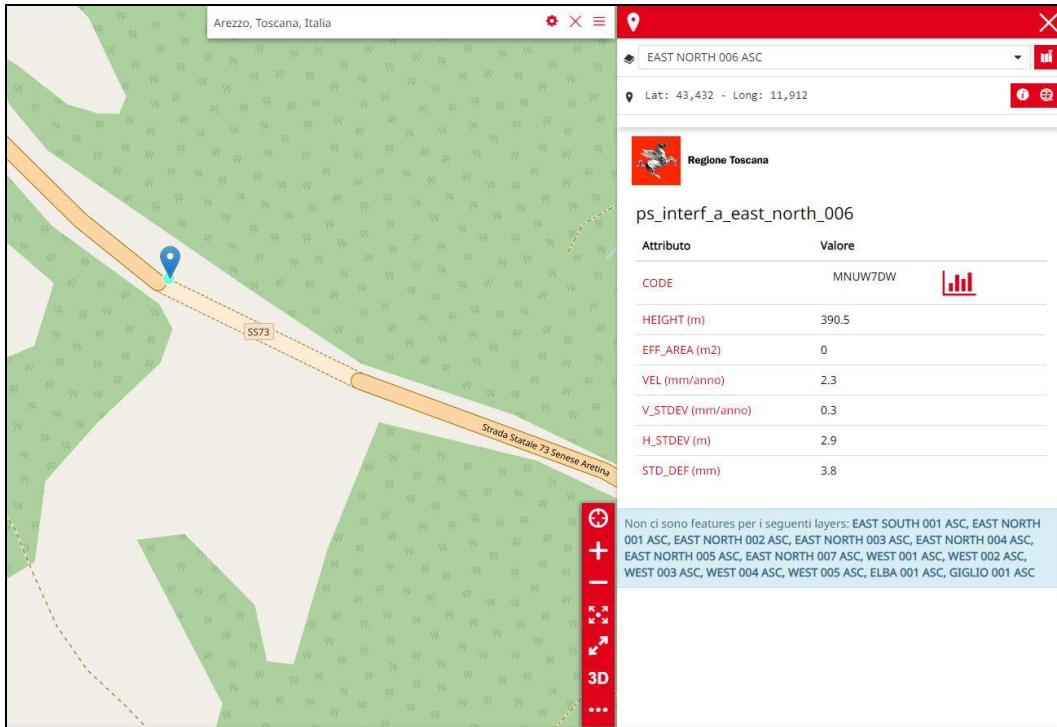 Arezzo, Toscana, Italia
SS73
Strada Statale 73 Senese Aretina
3D
EAST NORTH 006 ASC
Lat: 43,432 - Long: 11,912
Regione Toscana
ps_interf_a_east_north_006
Attributo Valore
CODE MNUW7DW
HEIGHT (m) 390.5
EFF_AREA (m2) 0
VEL (mm/anno) 2.3
V_STDEV (mm/anno) 0.3
H_STDEV (m) 2.9
STD_DEF (mm) 3.8
Non ci sono features per i seguenti layers: EAST SOUTH 001 ASC, EAST NORTH
001 ASC, EAST NORTH 002 ASC, EAST NORTH 003 ASC, EAST NORTH 004 ASC,
EAST NORTH 005 ASC, EAST NORTH 007 ASC, WEST 001 ASC, WEST 002 ASC,
WEST 003 ASC, WEST 004 ASC, WEST 005 ASC, ELBA 001 ASC, GIGLIO 001 ASC